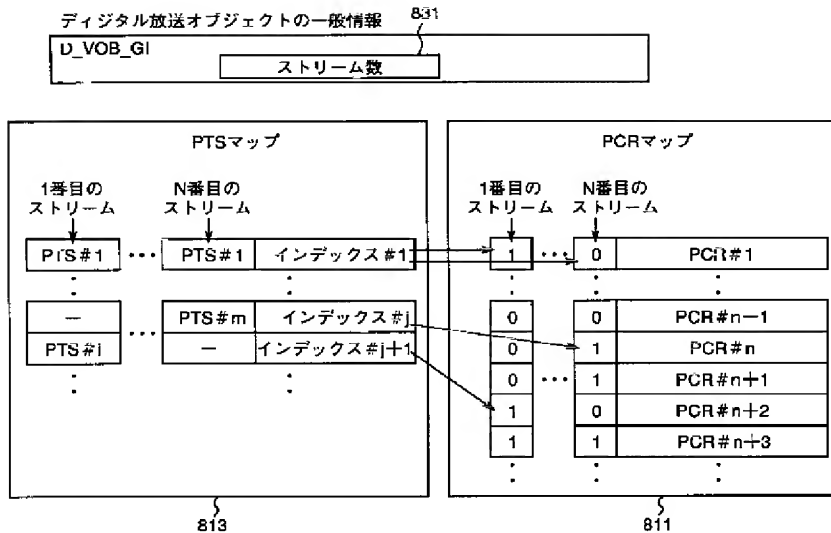 ディジタル放送オブジェクトの一般情報
831
D_VOB_GI
ストリーム数
PTSマップ
1番目の
ストリーム
N番目の
ストリーム
PTS#1 ••• PTS#1 インデックス#1
— PTS#m インデックス#j
PTS#i ••• — インデックス#j+1
813
PCRマップ
1番目の
ストリーム
N番目の
ストリーム
1 ••• 0 PCR#1
0 0 PCR#n−1
0 1 PCR#n
0 ••• 1 PCR#n+1
1 0 PCR#n+2
1 1 PCR#n+3
811